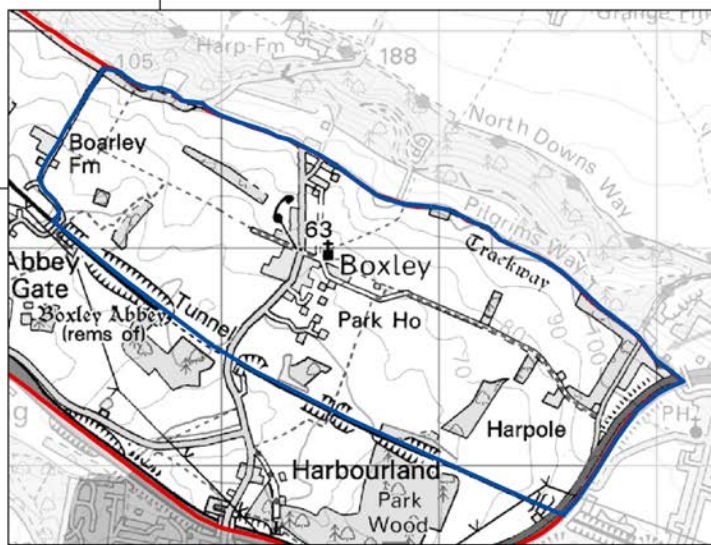 Grange Fm
Harp-Fm
105
188
North Downs Way
Boarley
Fm
Pilgrims Way
63
Trackway
Boxley
Abbey
Gate
Tunnel
Boxley Abbey
(rems of)
Park Ho
70
80
90
100
PH
g
Harpole
Harbourland
Park
Wood